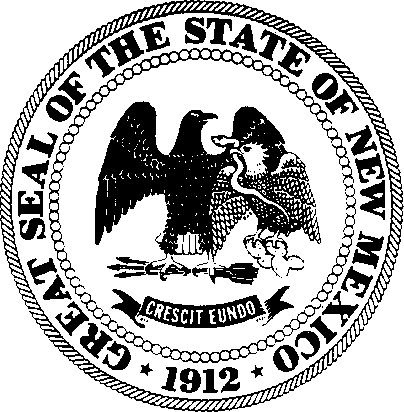 GREAT SEAL OF THE STATE OF NEW MEXICO
CRESCIT EUNDO
★ 1912 ★